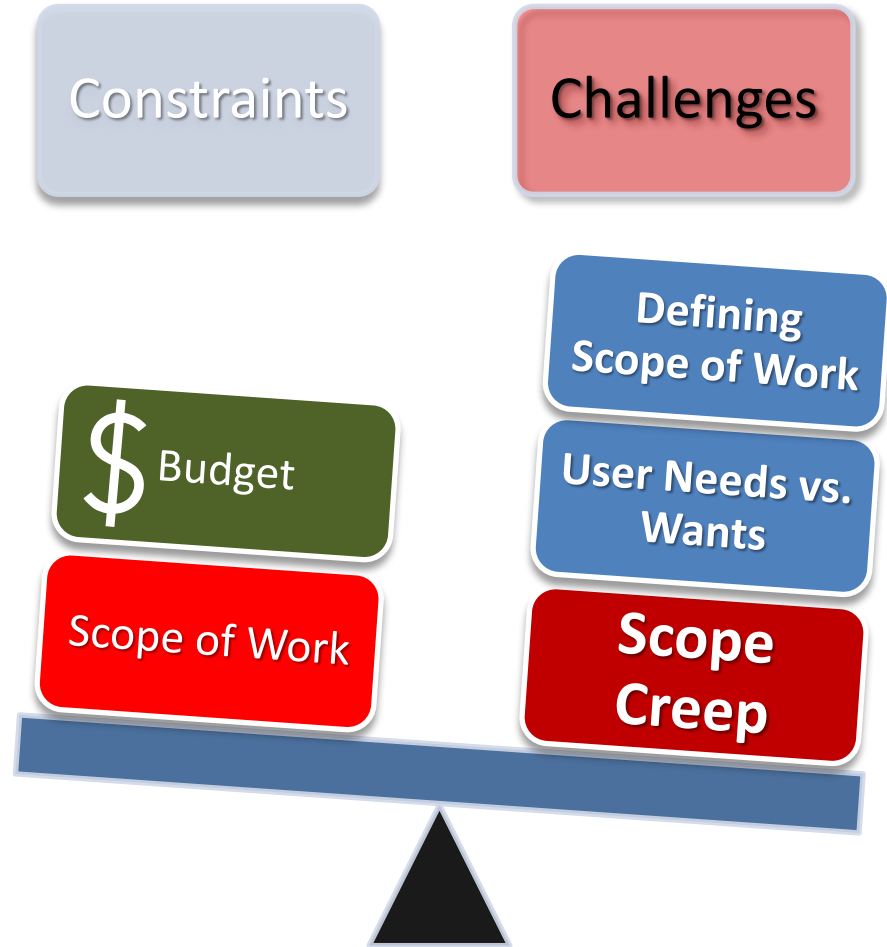 Constraints
Challenges
$ Budget
Scope of Work
Defining
Scope of Work
User Needs vs.
Wants
Scope
Creep